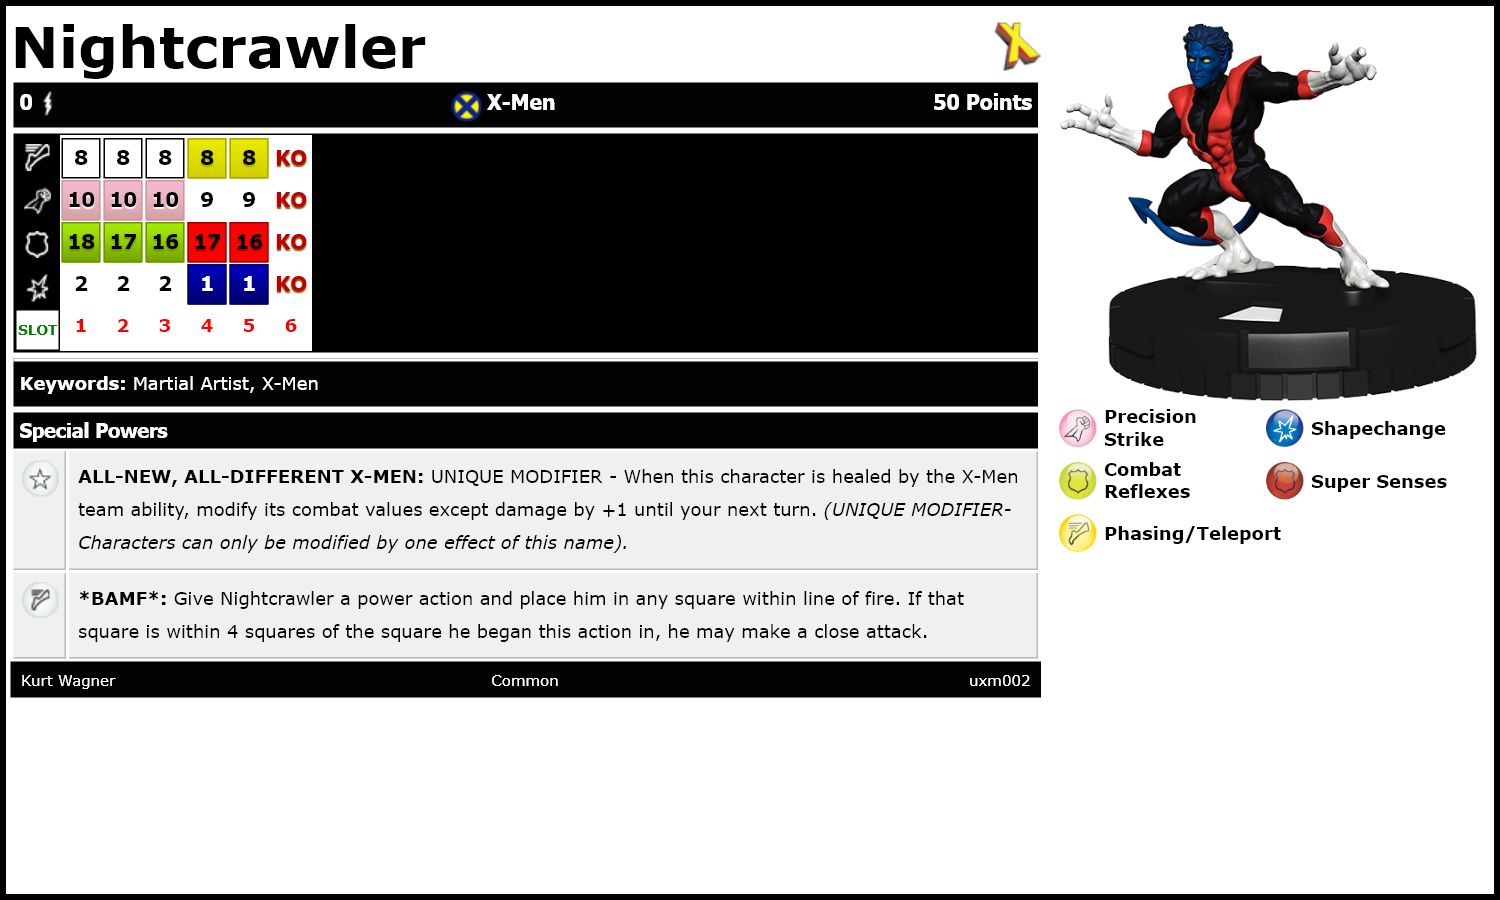 Nightcrawler
0 X-Men 50 Points
8 8 8 8 8 KO
10 10 10 9 9 KO
18 17 16 17 16 KO
2 2 2 1 1 KO
SLOT 1 2 3 4 5 6
Keywords: Martial Artist, X-Men
Special Powers
ALL-NEW, ALL-DIFFERENT X-MEN: UNIQUE MODIFIER - When this character is healed by the X-Men
team ability, modify its combat values except damage by +1 until your next turn. (UNIQUE MODIFIER-
Characters can only be modified by one effect of this name).
*BAMF*: Give Nightcrawler a power action and place him in any square within line of fire. If that
square is within 4 squares of the square he began this action in, he may make a close attack.
Kurt Wagner Common uxm002
Precision
Strike
Shapechange
Combat
Reflexes
Super Senses
Phasing/Teleport